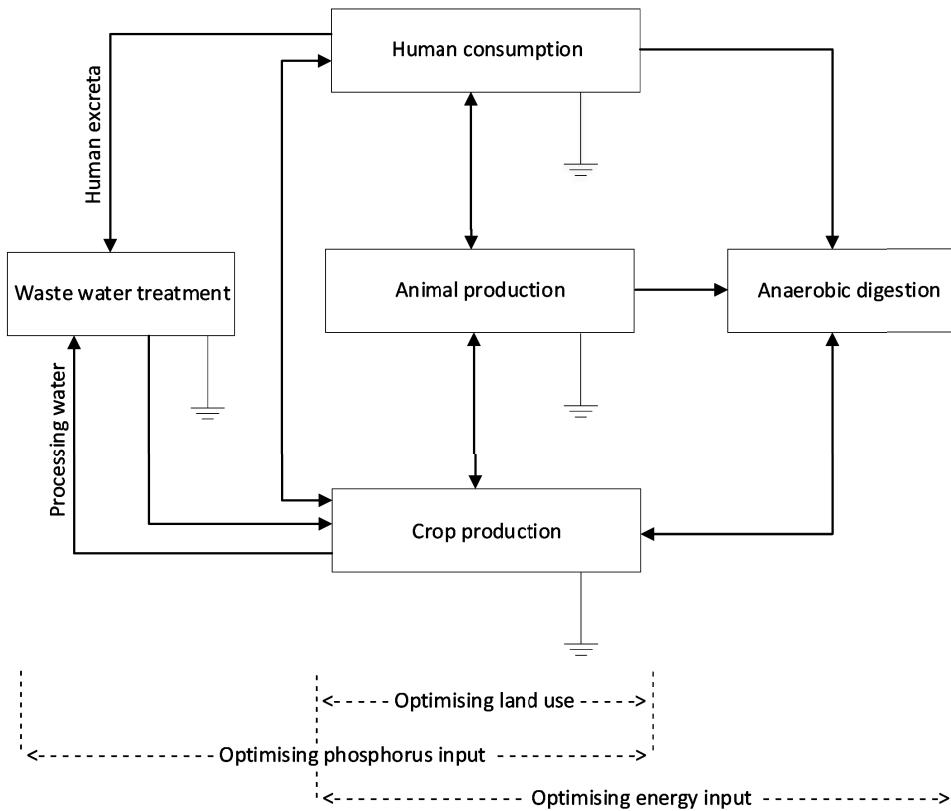 Human consumption
Human excreta
Waste water treatment
Animal production
Anaerobic digestion
Processing water
Crop production
Optimising land use
Optimising phosphorus input
Optimising energy input